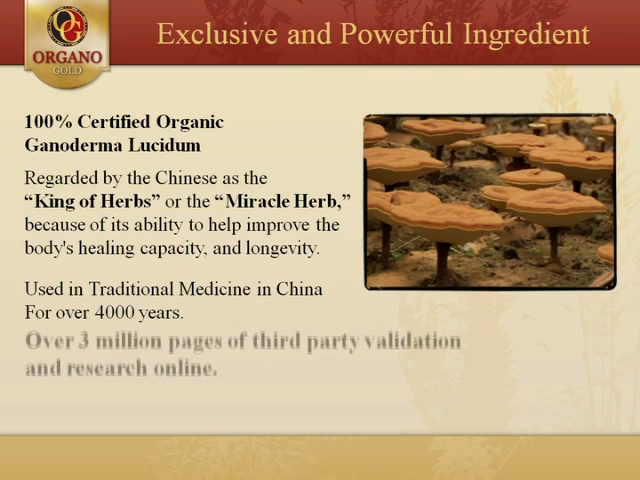 OG
ORGANO
GOLD
Exclusive and Powerful Ingredient
100% Certified Organic
Ganoderma Lucidum
Regarded by the Chinese as the
“King of Herbs” or the “Miracle Herb,”
because of its ability to help improve the
body's healing capacity, and longevity.
Used in Traditional Medicine in China
For over 4000 years.
Over 3 million pages of third party validation
and research online.